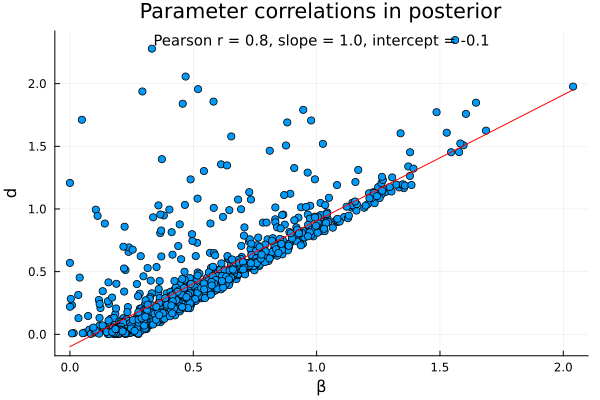 Parameter correlations in posterior
Pearson r = 0.8, slope = 1.0, intercept = -0.1
d
2.0
1.5
1.0
0.5
0.0
0.0 0.5 1.0 1.5 2.0
β